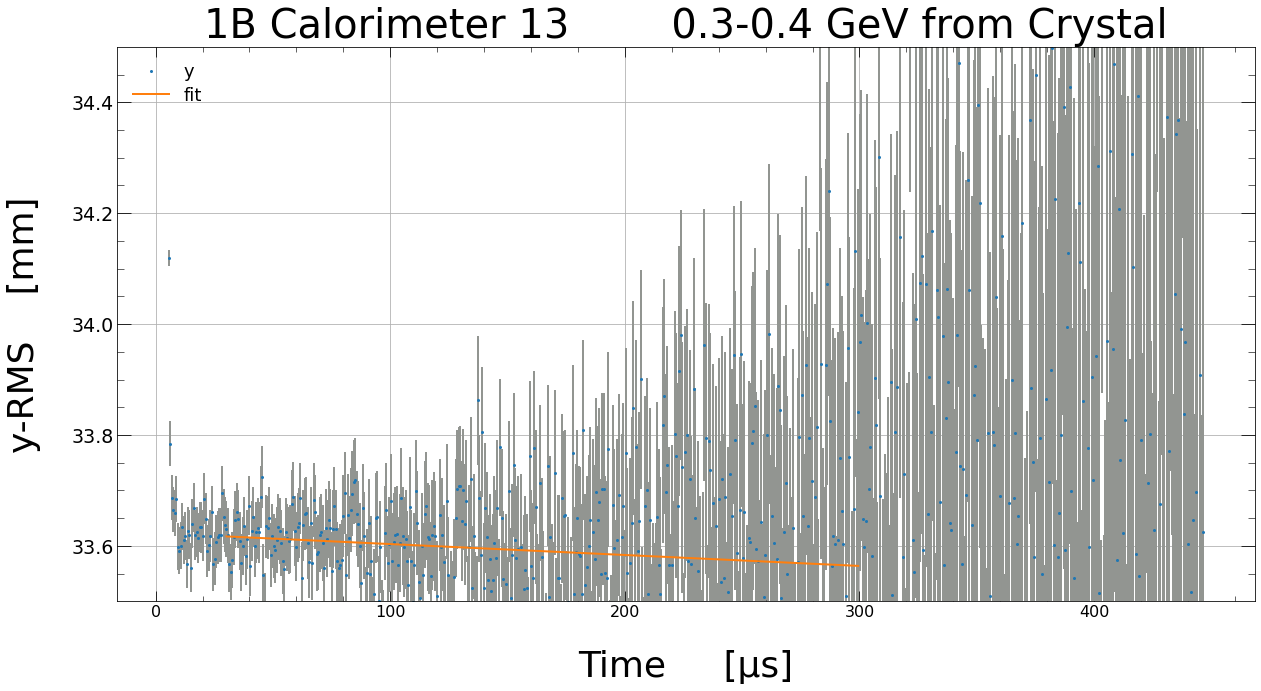 1B Calorimeter 13 0.3-0.4 GeV from Crystal
y
fit
y-RMS [mm]
34.4
34.2
34.0
33.8
33.6
0 100 200 300 400
Time [µs]